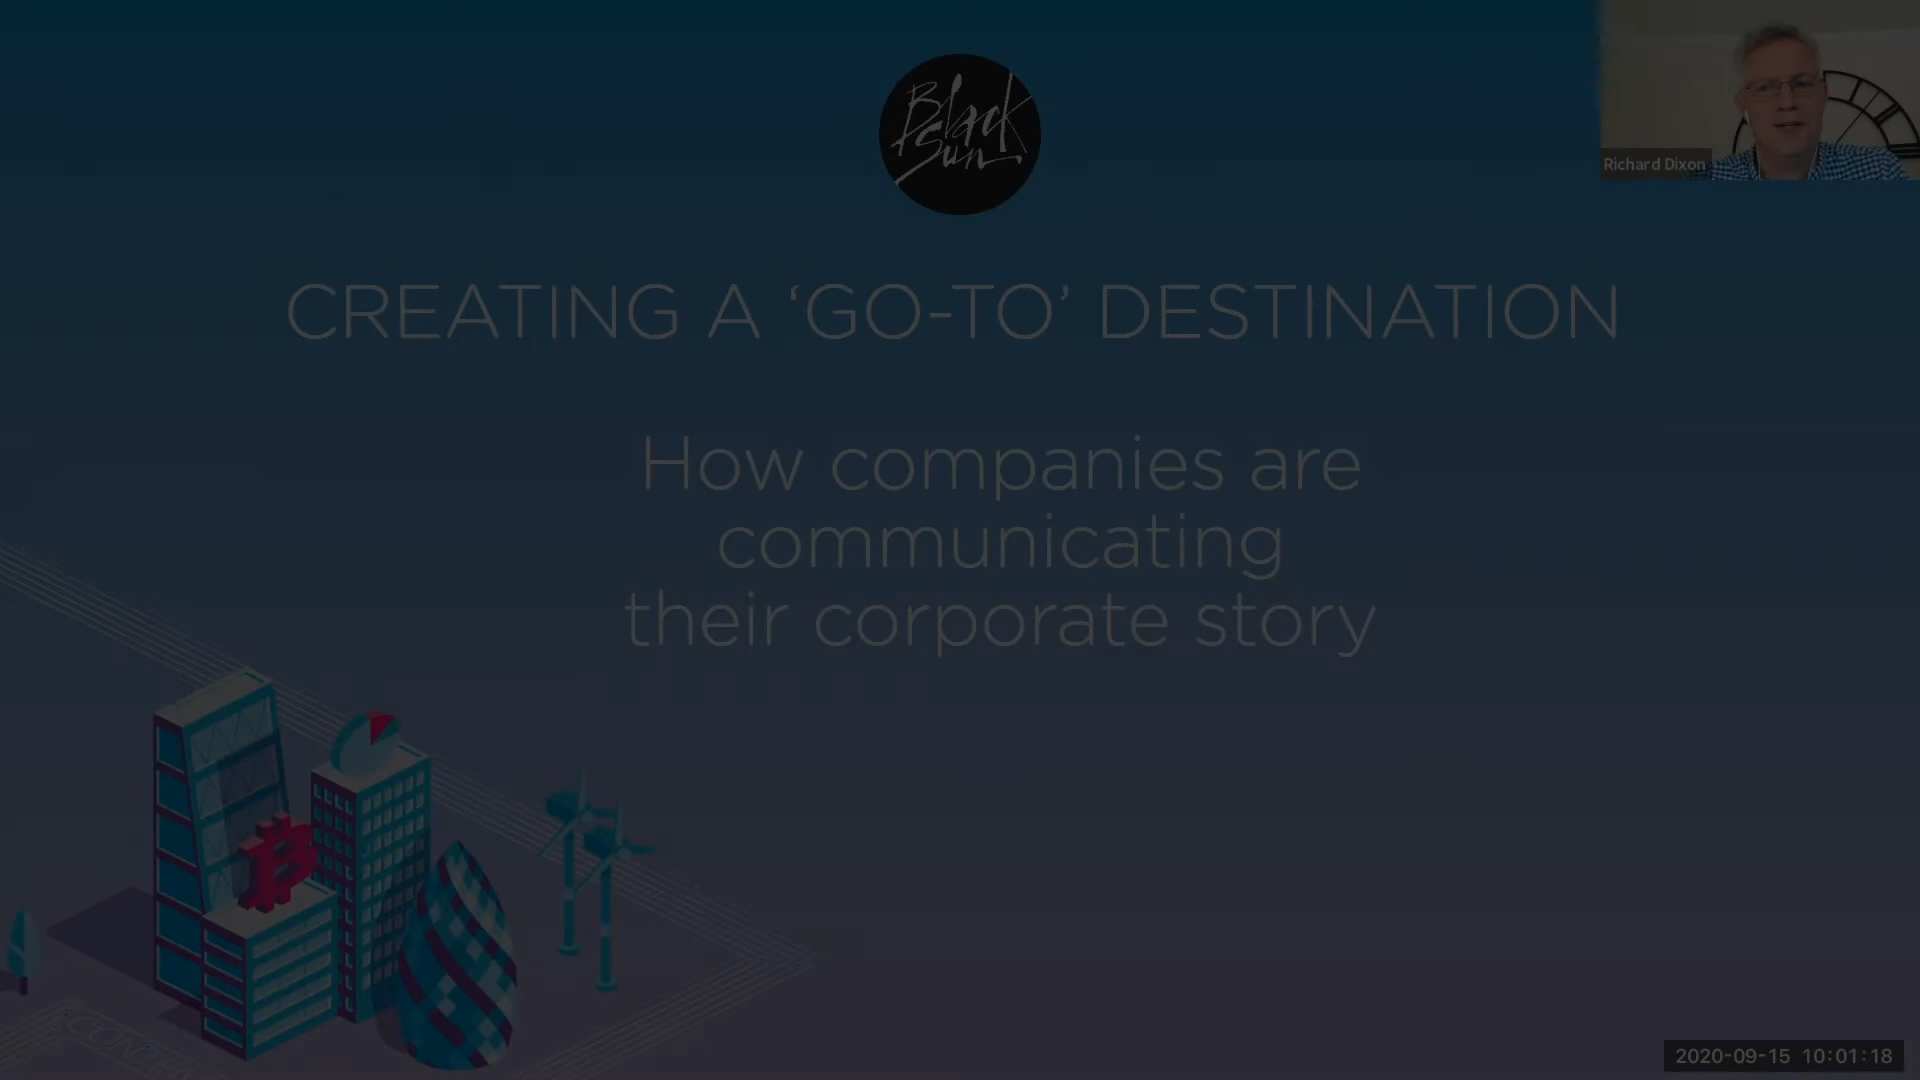 Black
Sun
Richard Dixon
CREATING A ‘GO-TO’ DESTINATION
How companies are
communicating
their corporate story
CONTEN
2020-09-15 10:01:18